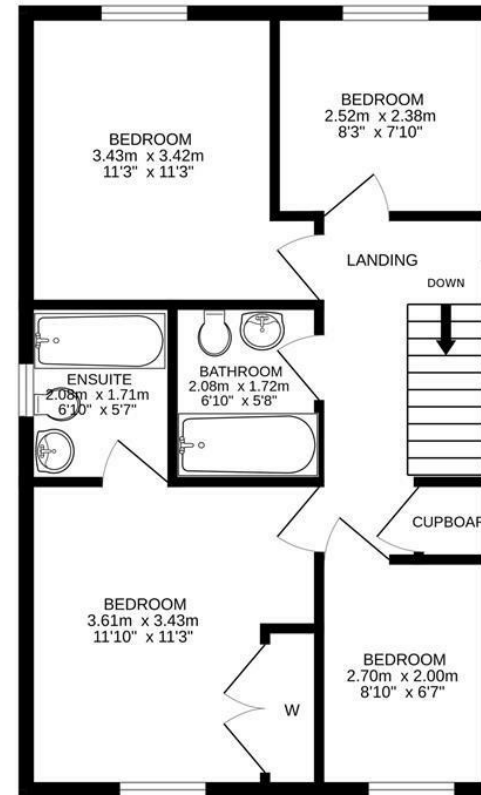 BEDROOM
3.43m x 3.42m
11'3" x 11'3"
BEDROOM
2.52m x 2.38m
8'3" x 7'10"
LANDING
DOWN
ENSUITE
2.08m x 1.71m
6'10" x 5'7"
BATHROOM
2.08m x 1.72m
6'10" x 5'8"
CUPBOAR
BEDROOM
3.61m x 3.43m
11'10" x 11'3"
W
BEDROOM
2.70m x 2.00m
8'10" x 6'7"